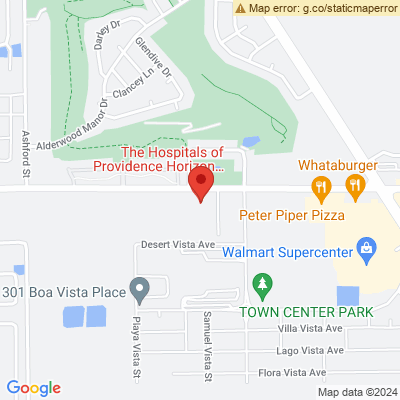 Map error: g.co/staticmaperror
Darley Dr
Glendive Dr
Clancey Ln
Alderwood Manor Dr
Ashford St
The Hospitals of
Providence Horizon...
Whataburger
Peter Piper Pizza
Desert Vista Ave
Walmart Supercenter
301 Boa Vista Place
TOWN CENTER PARK
Playa Vista St
Samuel Vista St
Villa Vista Ave
Lago Vista Ave
Flora Vista Ave
Google
Map data ©2024